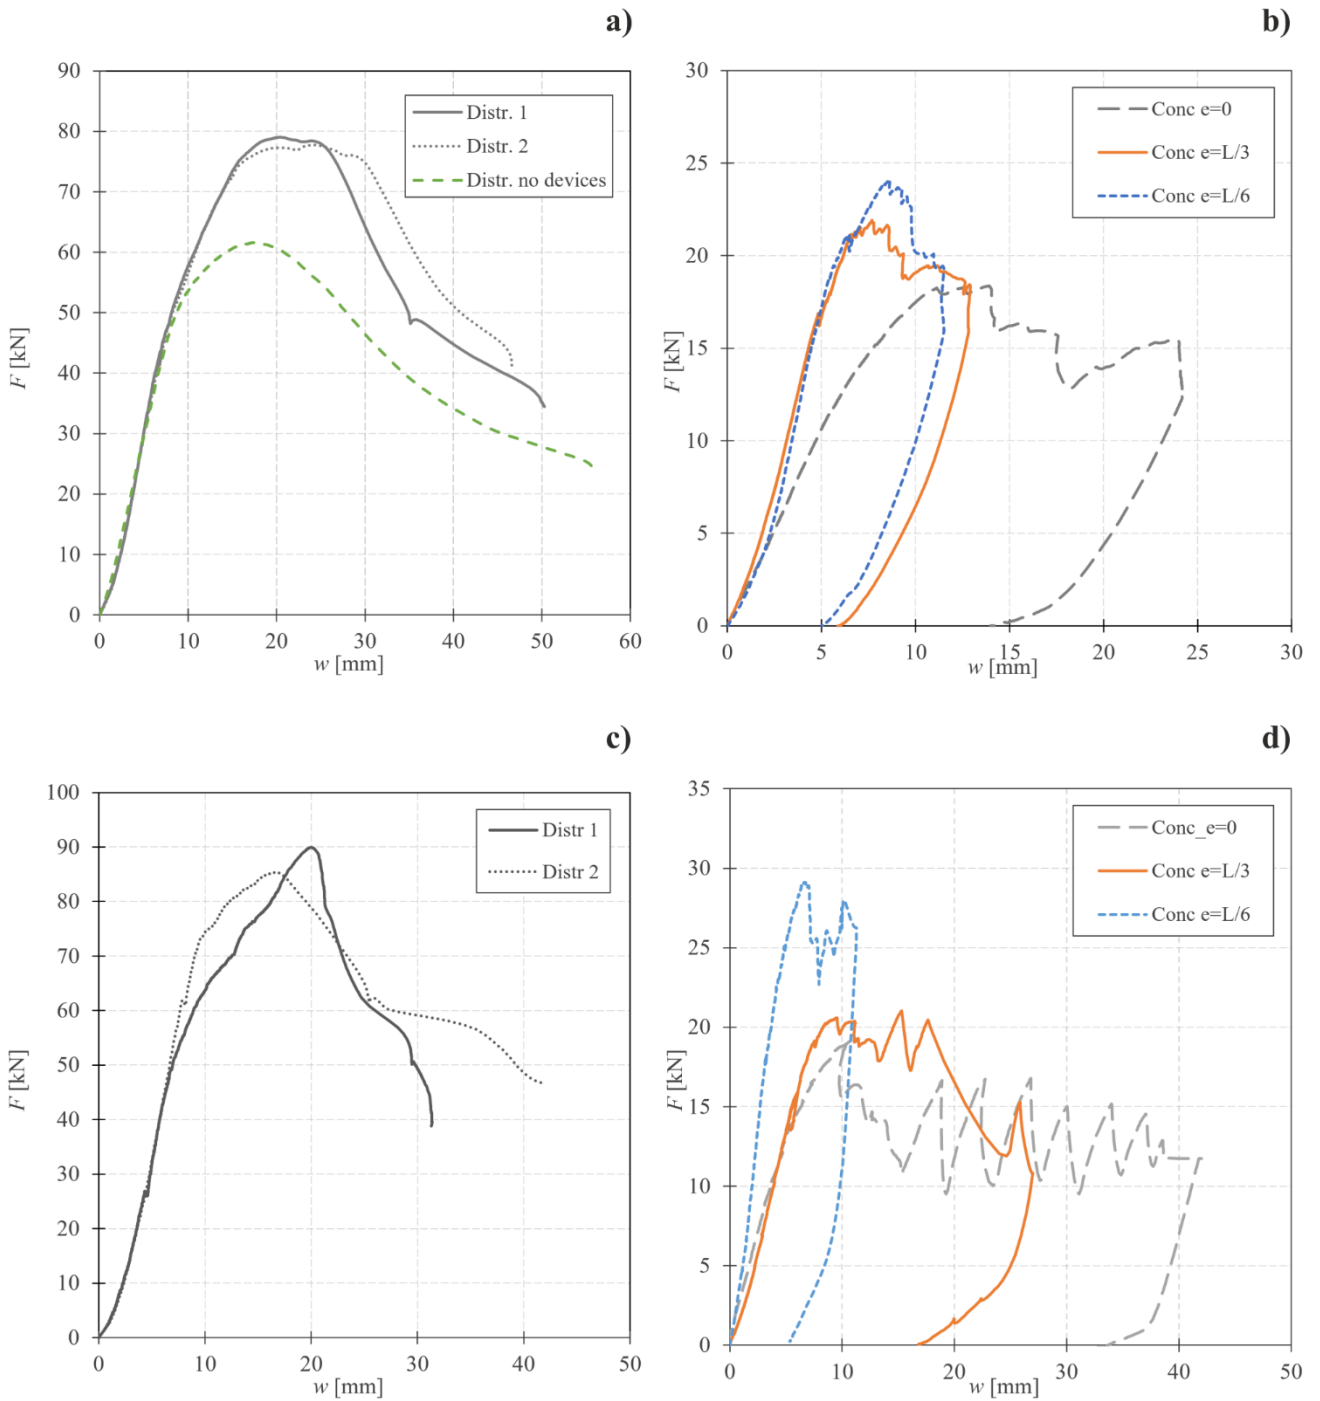 a)
90
80
70
60
50
40
30
20
10
0
F [kN]
Distr. 1
Distr. 2
Distr. no devices
0 10 20 30 40 50 60
w [mm]
b)
30
25
20
15
10
5
0
F [kN]
Conc e=0
Conc e=L/3
Conc e=L/6
0 5 10 15 20 25 30
w [mm]
c)
100
90
80
70
60
50
40
30
20
10
0
F [kN]
Distr 1
Distr 2
0 10 20 30 40 50
w [mm]
d)
35
30
25
20
15
10
5
0
F [kN]
Conc_e=0
Conc e=L/3
Conc e=L/6
0 10 20 30 40 50
w [mm]